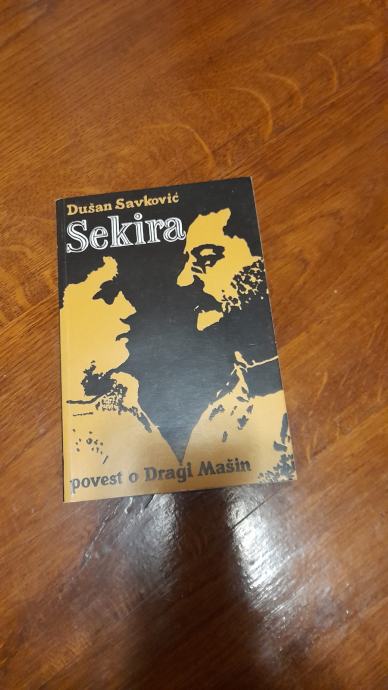 Dušan Savković
Sekira
povest o Dragi Mašin